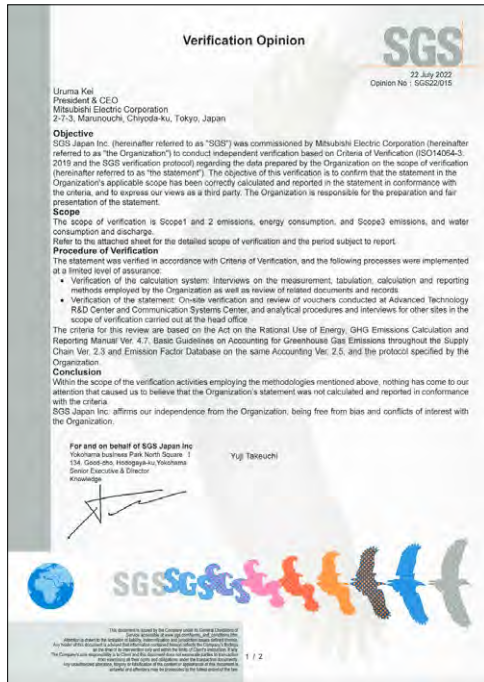 Verification Opinion
SGS
22 July 2022
Opinion No : SGS22/015
Uruma Kei
President & CEO
Mitsubishi Electric Corporation
2-7-3, Marunouchi, Chiyoda-ku, Tokyo, Japan
Objective
SGS Japan Inc. (hereinafter referred to as "SGS") was commissioned by Mitsubishi Electric Corporation (hereinafter
referred to as "the Organization") to conduct independent verification based on Criteria of Verification (ISO14064-3:
2019 and the SGS verification protocol) regarding the data prepared by the Organization on the scope of verification
(hereinafter referred to as "the statement"). The objective of this verification is to confirm that the statement in the
Organization's applicable scope has been correctly calculated and reported in the statement in conformance with
the criteria, and to express our views as a third party. The Organization is responsible for the preparation and fair
presentation of the statement.
Scope
The scope of verification is Scope1 and 2 emissions, energy consumption, and Scope3 emissions, and water
consumption and discharge.
Refer to the attached sheet for the detailed scope of verification and the period subject to report.
Procedure of Verification
The statement was verified in accordance with Criteria of Verification, and the following processes were implemented
at a limited level of assurance:
• Verification of the calculation system: Interviews on the measurement, tabulation, calculation and reporting
methods employed by the Organization as well as review of related documents and records
• Verification of the statement: On-site verification and review of vouchers conducted at Advanced Technology
R&D Center and Communication Systems Center, and analytical procedures and interviews for other sites in the
scope of verification carried out at the head office.
The criteria for this review are based on the Act on the Rational Use of Energy, GHG Emissions Calculation and
Reporting Manual Ver. 4.7, Basic Guidelines on Accounting for Greenhouse Gas Emissions throughout the Supply
Chain Ver. 2.3 and Emission Factor Database on the same Accounting Ver. 2.5, and the protocol specified by the
Organization.
Conclusion
Within the scope of the verification activities employing the methodologies mentioned above, nothing has come to our
attention that caused us to believe that the Organization's statement was not calculated and reported in conformance
with the criteria.
SGS Japan Inc. affirms our independence from the Organization, being free from bias and conflicts of interest with
the Organization.
For and on behalf of SGS Japan Inc
Yokohama business Park North Square I
134, Godo-cho, Hodogaya-ku, Yokohama
Senior Executive & Director
Knowledge
Yuji Takeuchi
SGS SGS
1 / 2